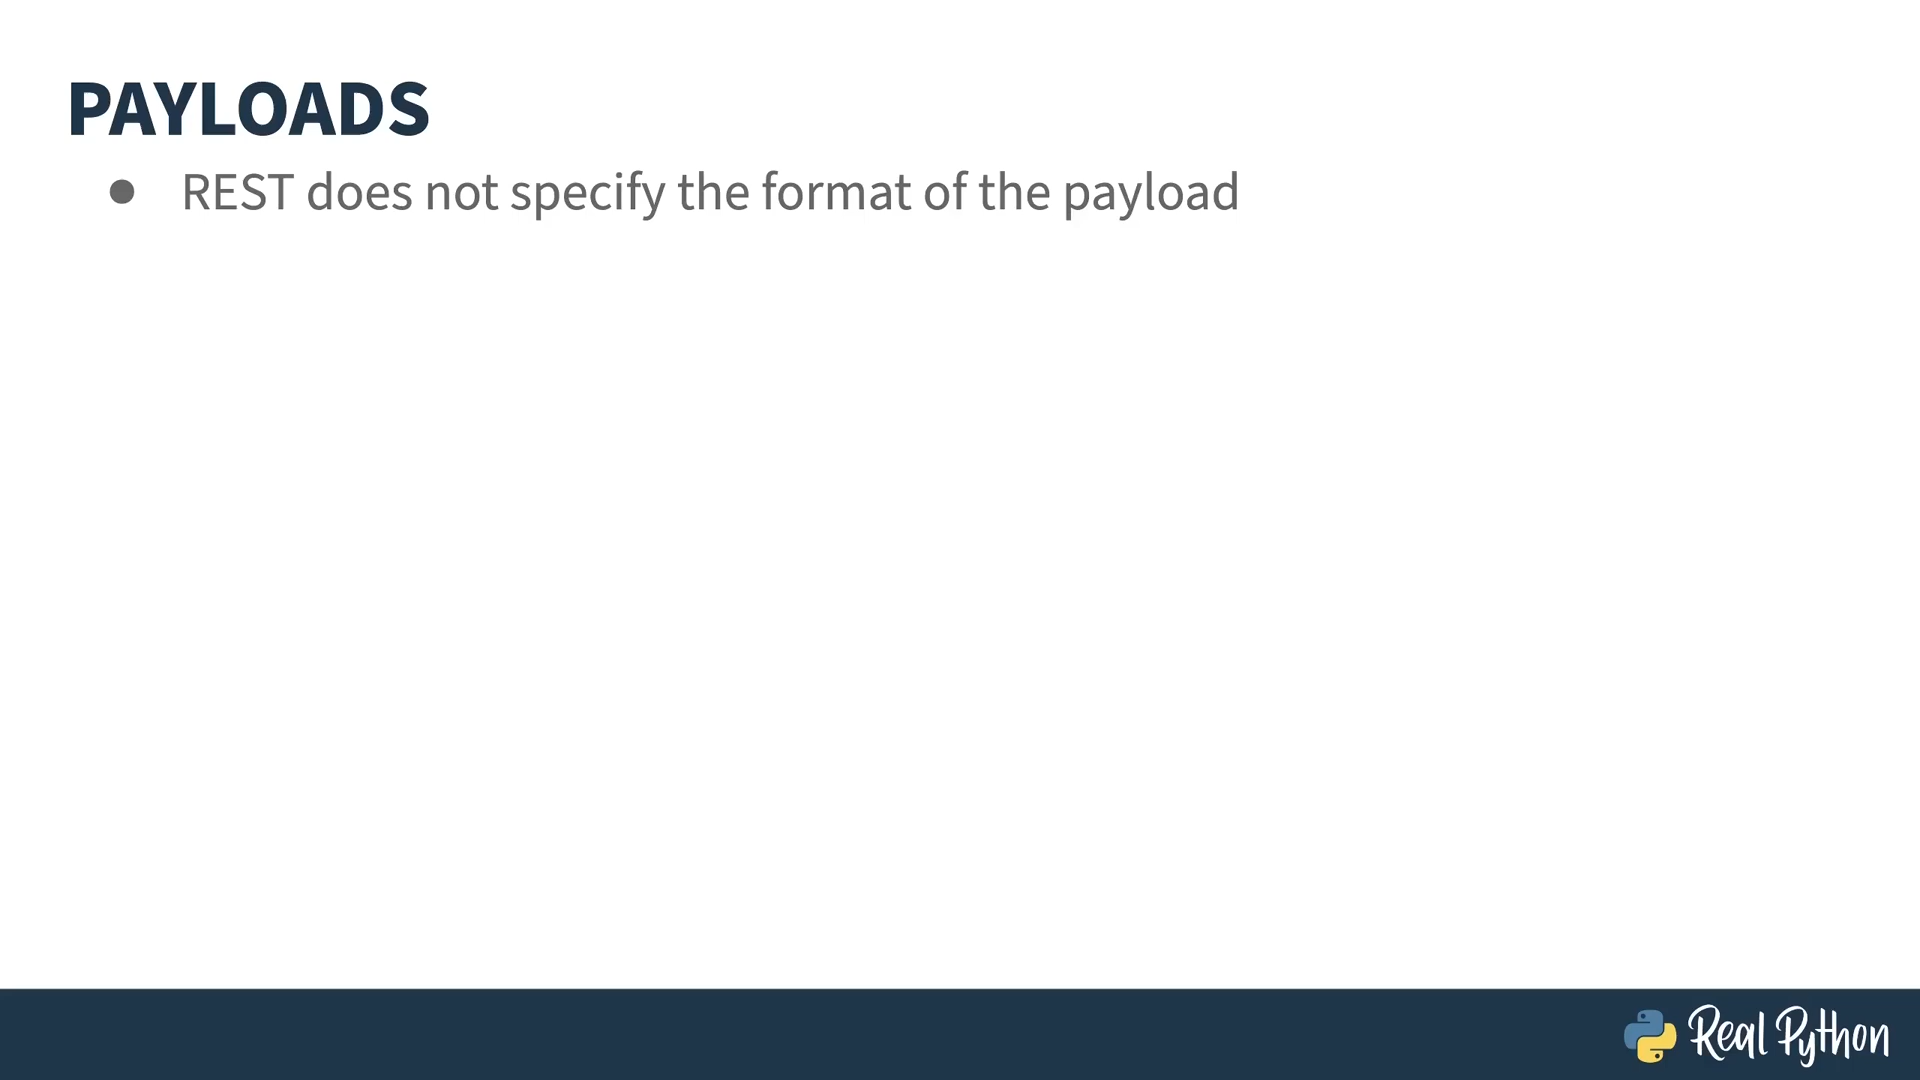 PAYLOADS
● REST does not specify the format of the payload
Real Python